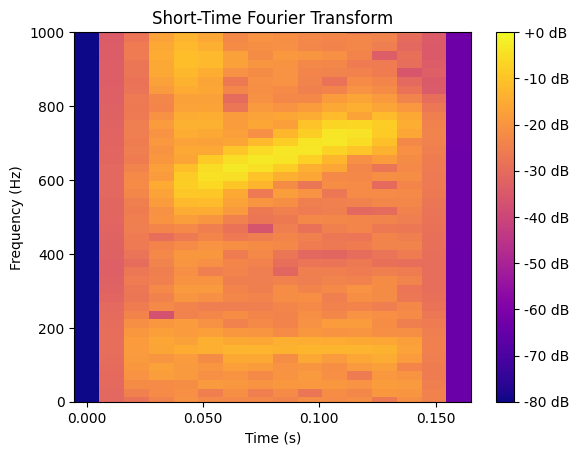 Short-Time Fourier Transform
1000
800
600
400
200
0
Frequency (Hz)
0.000
0.050
0.100
0.150
Time (s)
+0 dB
-10 dB
-20 dB
-30 dB
-40 dB
-50 dB
-60 dB
-70 dB
-80 dB